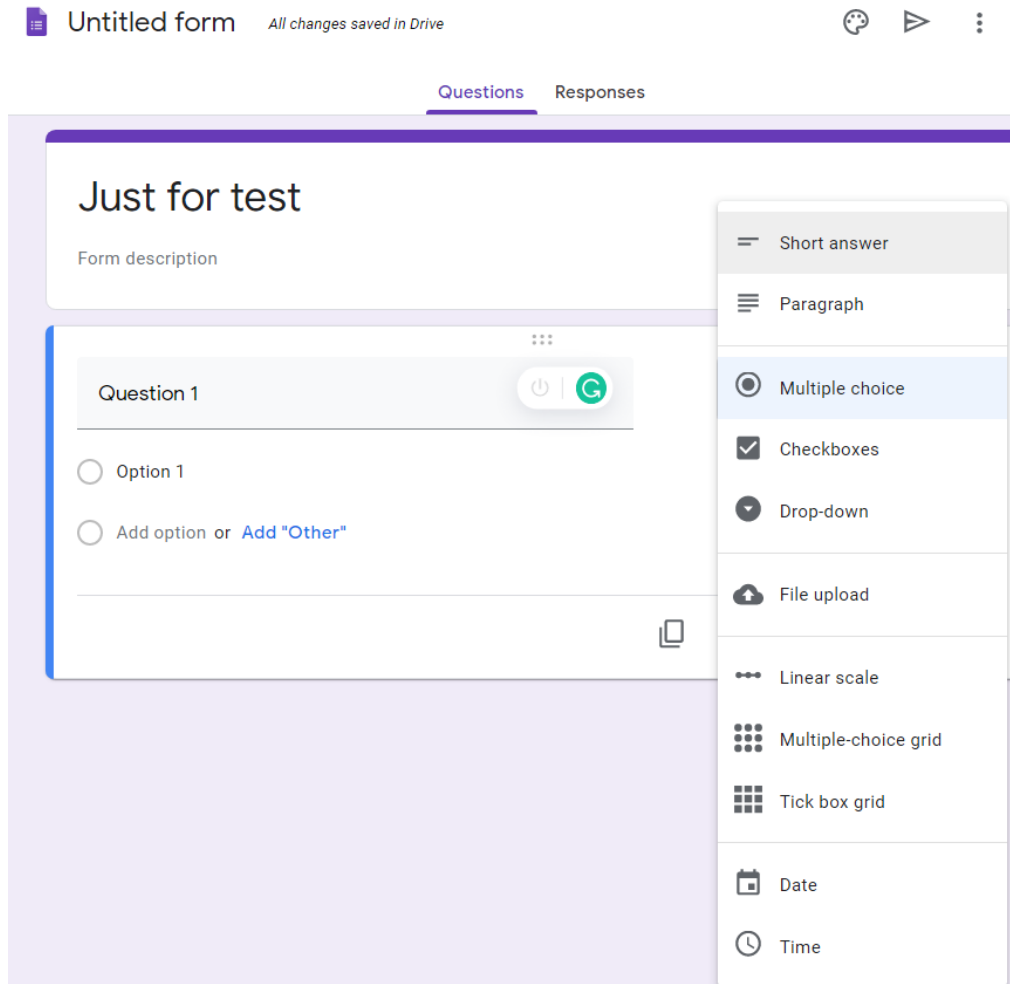 Untitled form All changes saved in Drive
Questions Responses
Just for test
Form description
Question 1
Option 1
Add option or Add "Other"
Short answer
Paragraph
Multiple choice
Checkboxes
Drop-down
File upload
Linear scale
Multiple-choice grid
Tick box grid
Date
Time